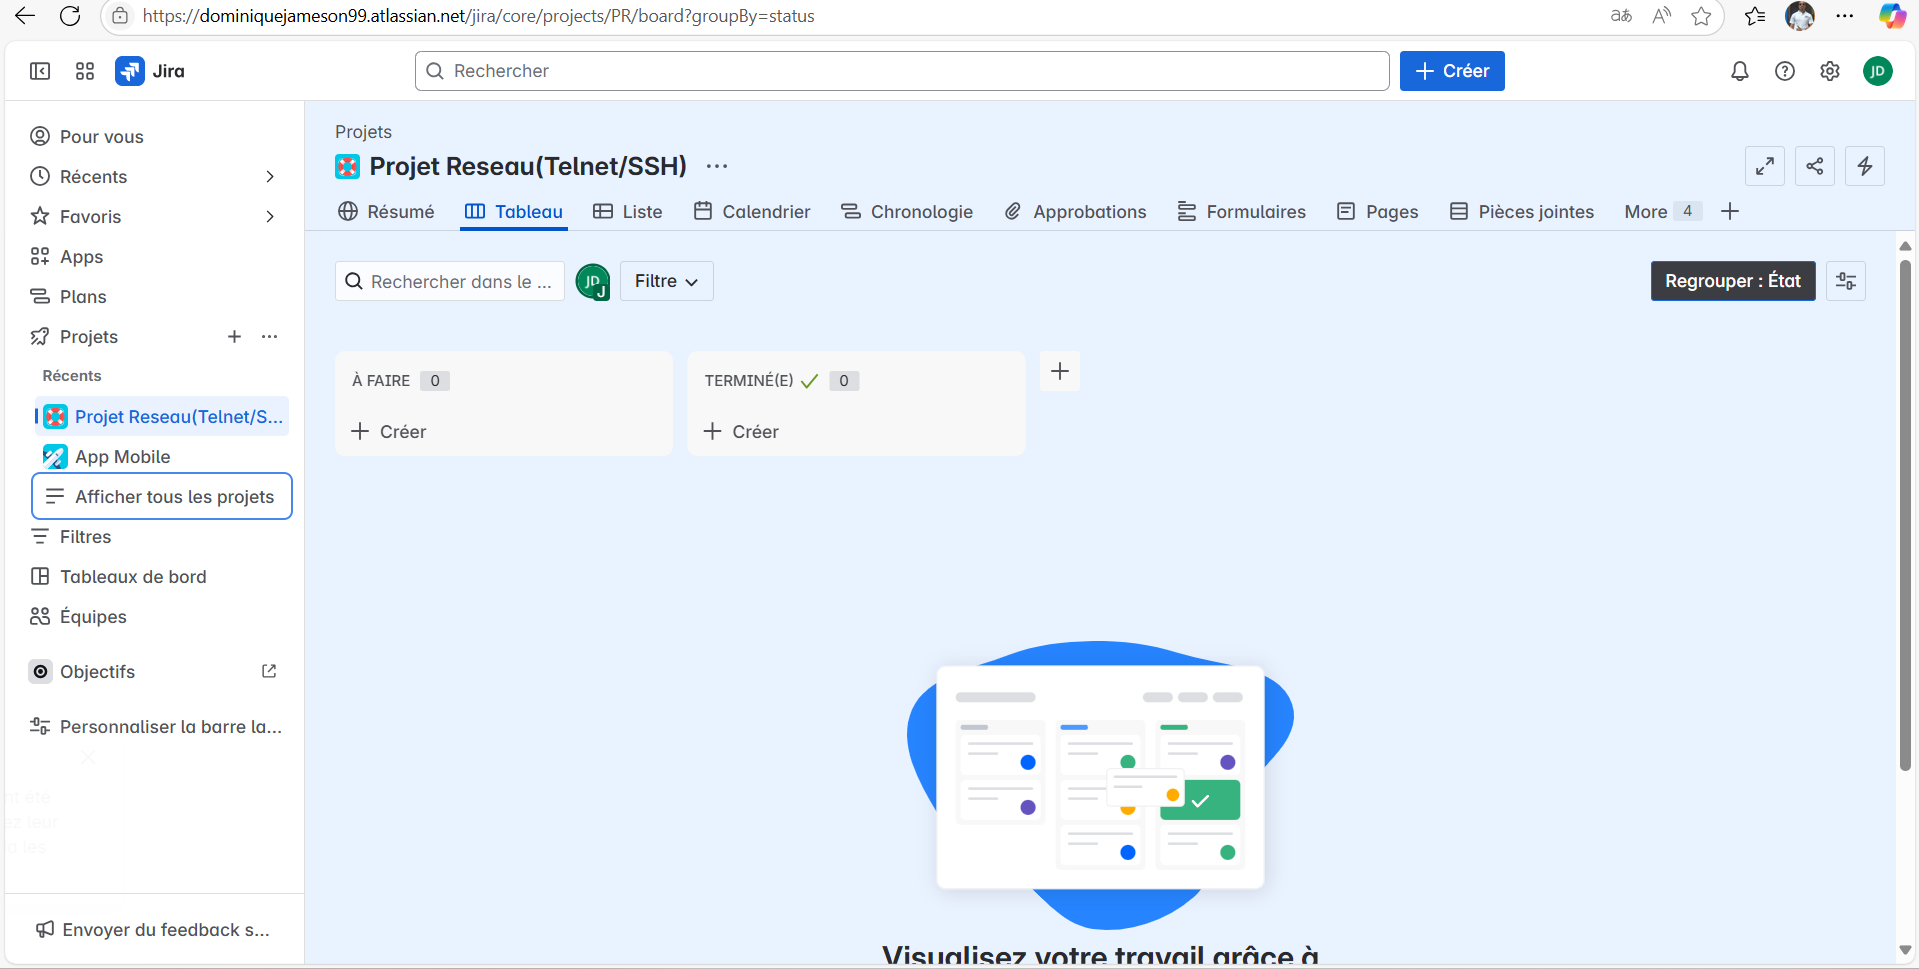 https://dominiquejameson99.atlassian.net/jira/core/projects/PR/board?groupBy=status
Jira
Rechercher
Créer
JD
Pour vous
Récents
Favoris
Apps
Plans
Projets
Récents
Projet Reseau(Telnet/S...
App Mobile
Afficher tous les projets
Filtres
Tableaux de bord
Équipes
Objectifs
Personnaliser la barre la...
Envoyer du feedback s...
Projets
Projet Reseau(Telnet/SSH)
Résumé Tableau Liste Calendrier Chronologie Approbations Formulaires Pages Pièces jointes More 4
Rechercher dans le ... JD J Filtre Regrouper : État
À FAIRE 0
Créer
TERMINÉ(E) 0
Créer
Visualisez votre travail grâce à